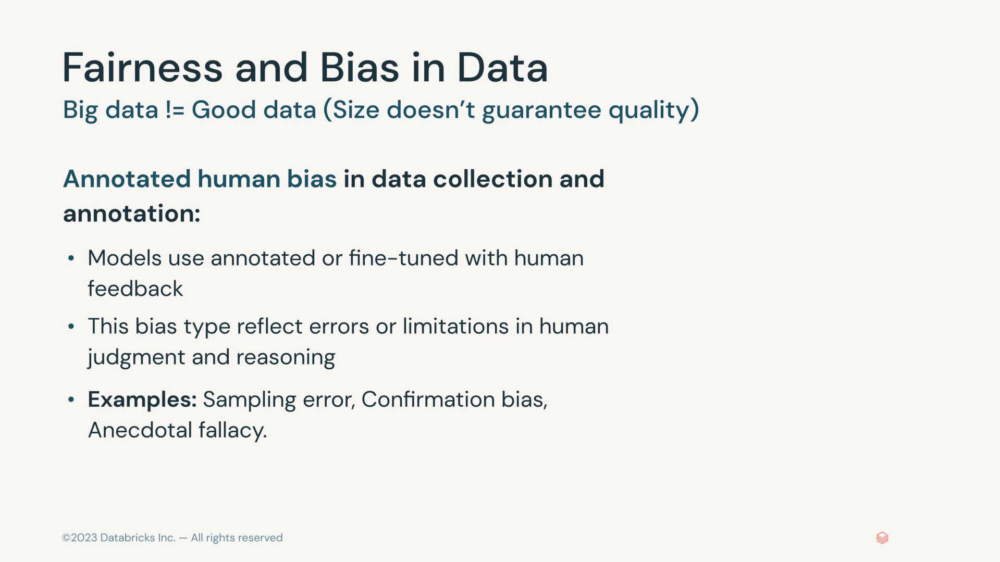 Fairness and Bias in Data
Big data != Good data (Size doesn’t guarantee quality)
Annotated human bias in data collection and
annotation:
• Models use annotated or fine-tuned with human
feedback
• This bias type reflect errors or limitations in human
judgment and reasoning
• Examples: Sampling error, Confirmation bias,
Anecdotal fallacy.
©2023 Databricks Inc. — All rights reserved